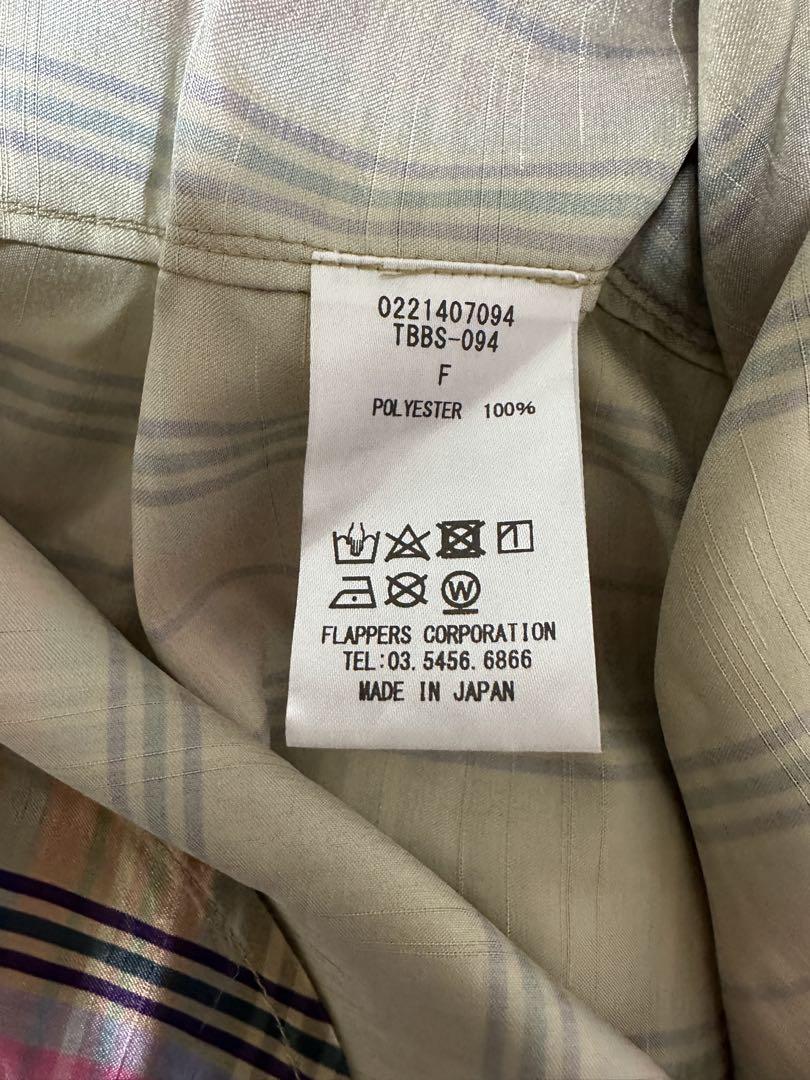 0221407094
TBBS-094
F
POLYESTER 100%
W
FLAPPERS CORPORATION
TEL:03.5456.6866
MADE IN JAPAN